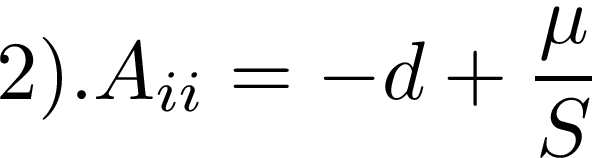 2). A_{ii} = -d + \frac{\mu}{S}